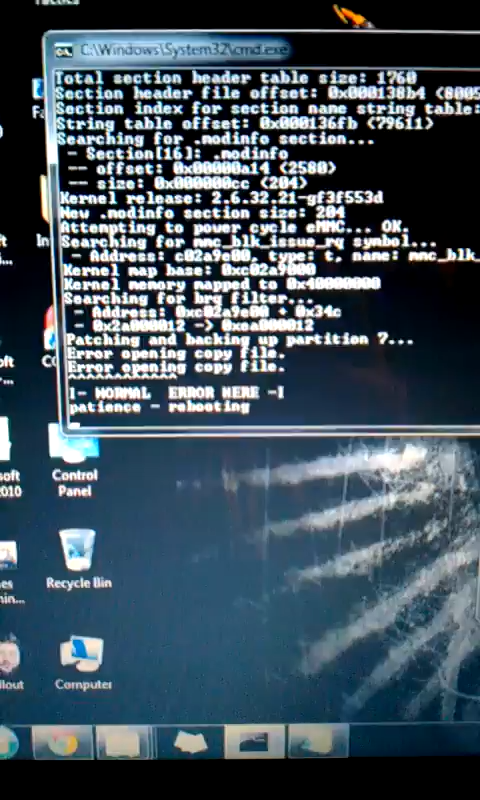 C:\Windows\System32\cmd.exe
Total section header table size: 1760
Section header file offset: 0x000138b4 (8005
Section index for section name string table:
String table offset: 0x000136fb (79611)
Searching for .modinfo section...
- Section[16]: .modinfo
-- offset: 0x00000a14 (2580)
-- size: 0x000000cc (204)
Kernel release: 2.6.32.21-gf3f553d
New .modinfo section size: 204
Attempting to power cycle eMMC... OK.
Searching for mmc_blk_issue_rq symbol...
- Address: c02a9e00, type: t, name: mmc_blk_
Kernel map base: 0xc02a9000
Kernel memory mapped to 0x40000000
Searching for brq filter...
- Address: 0xc02a9e00 + 0x34c
- 0x2a000012 -> 0xea000012
Patching and backing up partition 7...
Error opening copy file.
Error opening copy file.
^^^^^^^^^^^^
!- NORMAL ERROR HERE -!
patience - rebooting
Control
Panel
2010
Recycle Bin
Computer